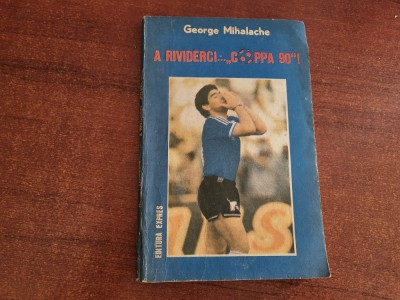 George Mihalache
A RIVIDERCI... „COPPA 90"!
EDITURA EXPRES